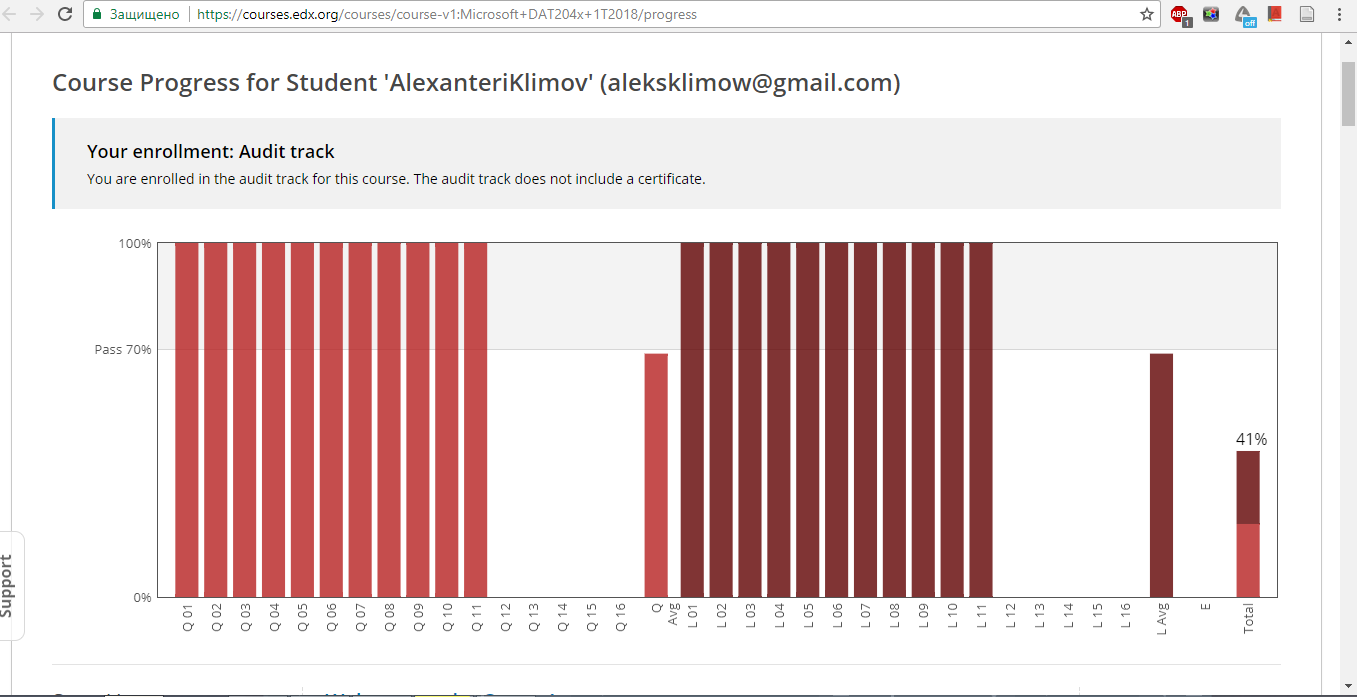 Защищено
https://courses.edx.org/courses/course-v1:Microsoft+DAT204x+1T2018/progress
ABP
1
off
Course Progress for Student 'AlexanteriKlimov' (aleksklimow@gmail.com)
Your enrollment: Audit track
You are enrolled in the audit track for this course. The audit track does not include a certificate.
100%
Pass 70%
0%
41%
Q 01
Q 02
Q 03
Q 04
Q 05
Q 06
Q 07
Q 08
Q 09
Q 10
Q 11
Q 12
Q 13
Q 14
Q 15
Q 16
Q
Avg
L 01
L 02
L 03
L 04
L 05
L 06
L 07
L 08
L 09
L 10
L 11
L 12
L 13
L 14
L 15
L 16
L Avg
E
Total
Support